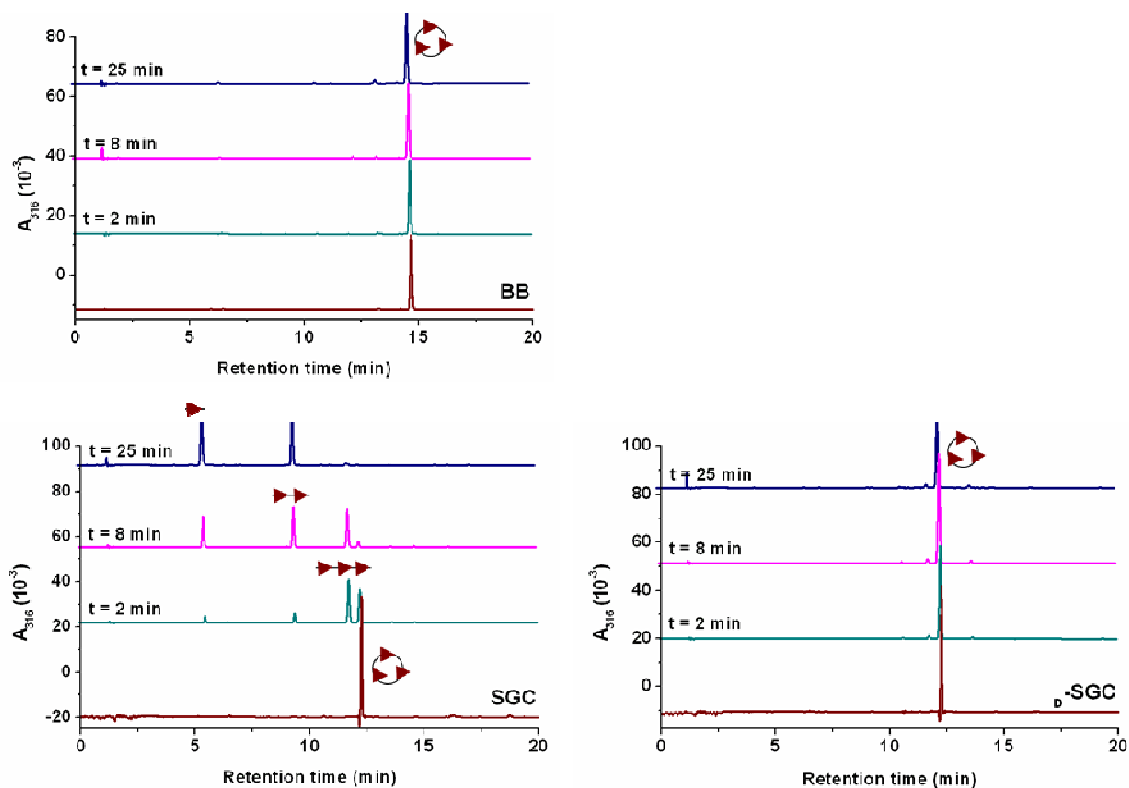 80
60
40
20
0
A316 (10-3)
t = 25 min
t = 8 min
t = 2 min
BB
0 5 10 15 20
Retention time (min)
100
80
60
40
20
0
-20
A316 (10-3)
t = 25 min
t = 8 min
t = 2 min
SGC
0 5 10 15 20
Retention time (min)
100
80
60
40
20
0
A316 (10-3)
t = 25 min
t = 8 min
t = 2 min
D-SGC
0 5 10 15 20
Retention time (min)